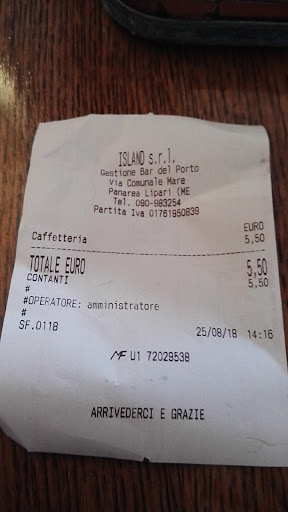 ISLAND s.r.l.
Gestione Bar del Porto
Via Comunale Mare
Panarea Lipari (ME
Tel. 090-983254
Partita Iva 01761950839
EURO
Caffetteria 5,50
TOTALE EURO 5,50
CONTANTI 5,50
#
#OPERATORE: amministratore
#
SF.0118 25/08/18 14:16
MF U1 72029538
ARRIVEDERCI E GRAZIE